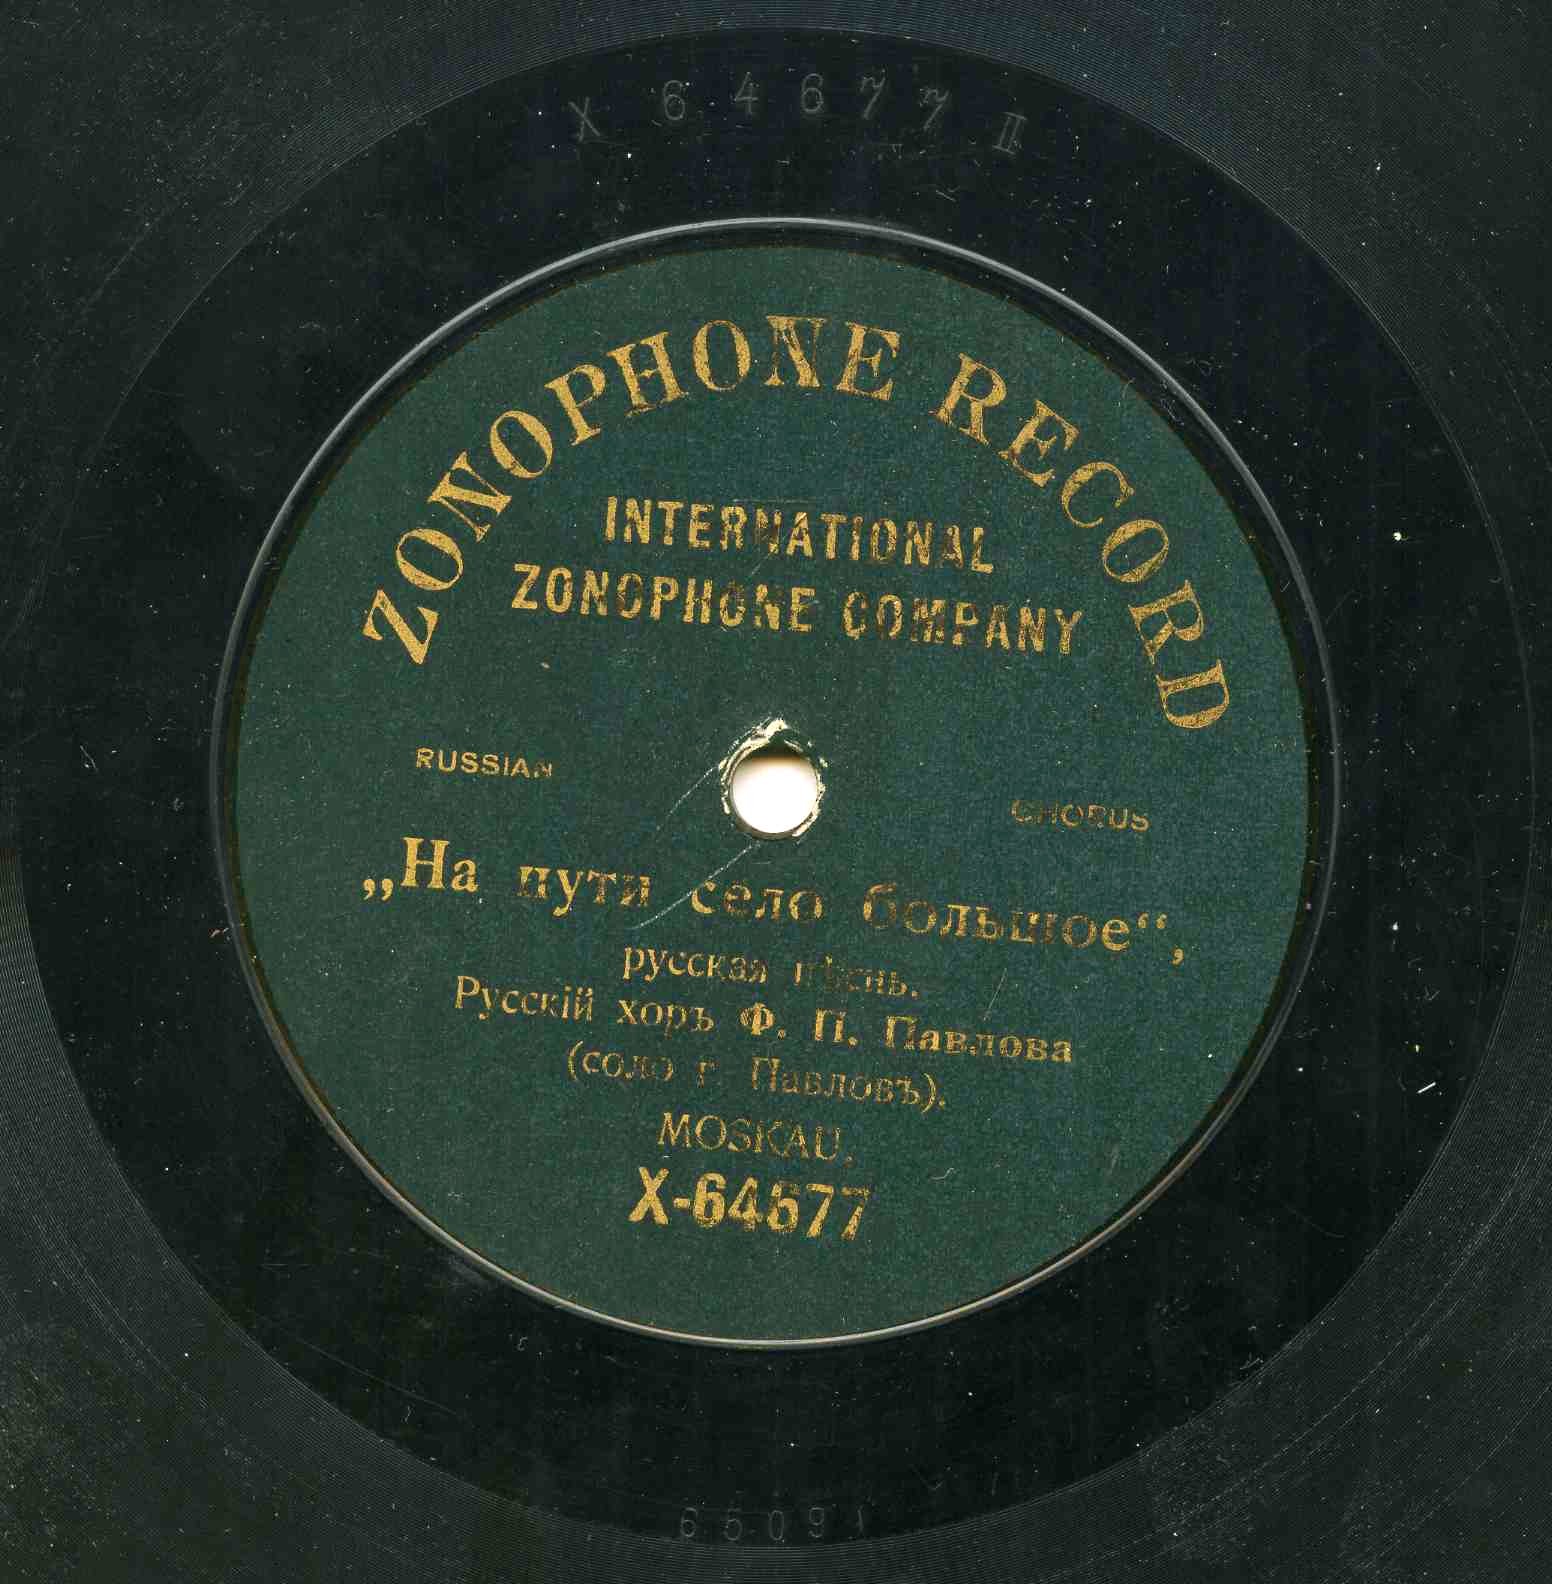 X 64677 II
ZONOPHONE RECORD
INTERNATIONAL
ZONOPHONE COMPANY
RUSSIAN
CHORUS
„На пути село большое“,
русская пѣснь.
Русскій хоръ Ф. П. Павлова
(соло г. Павловъ).
MOSKAU.
X-64677